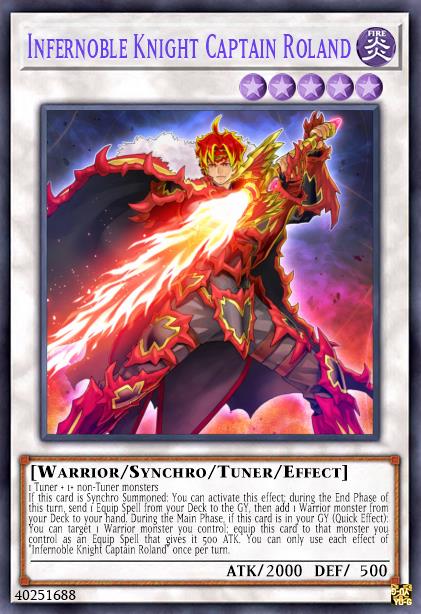 Infernoble Knight Captain Roland
FIRE
炎
[Warrior/Synchro/Tuner/Effect]
1 Tuner + 1+ non-Tuner monsters
If this card is Synchro Summoned: You can activate this effect; during the End Phase of
this turn, send 1 Equip Spell from your Deck to the GY, then add 1 Warrior monster from
your Deck to your hand. During the Main Phase, if this card is in your GY (Quick Effect):
You can target 1 Warrior monster you control; equip this card to that monster you
control as an Equip Spell that gives it 500 ATK. You can only use each effect of
"Infernoble Knight Captain Roland" once per turn.
ATK/2000 DEF/ 500
40251688